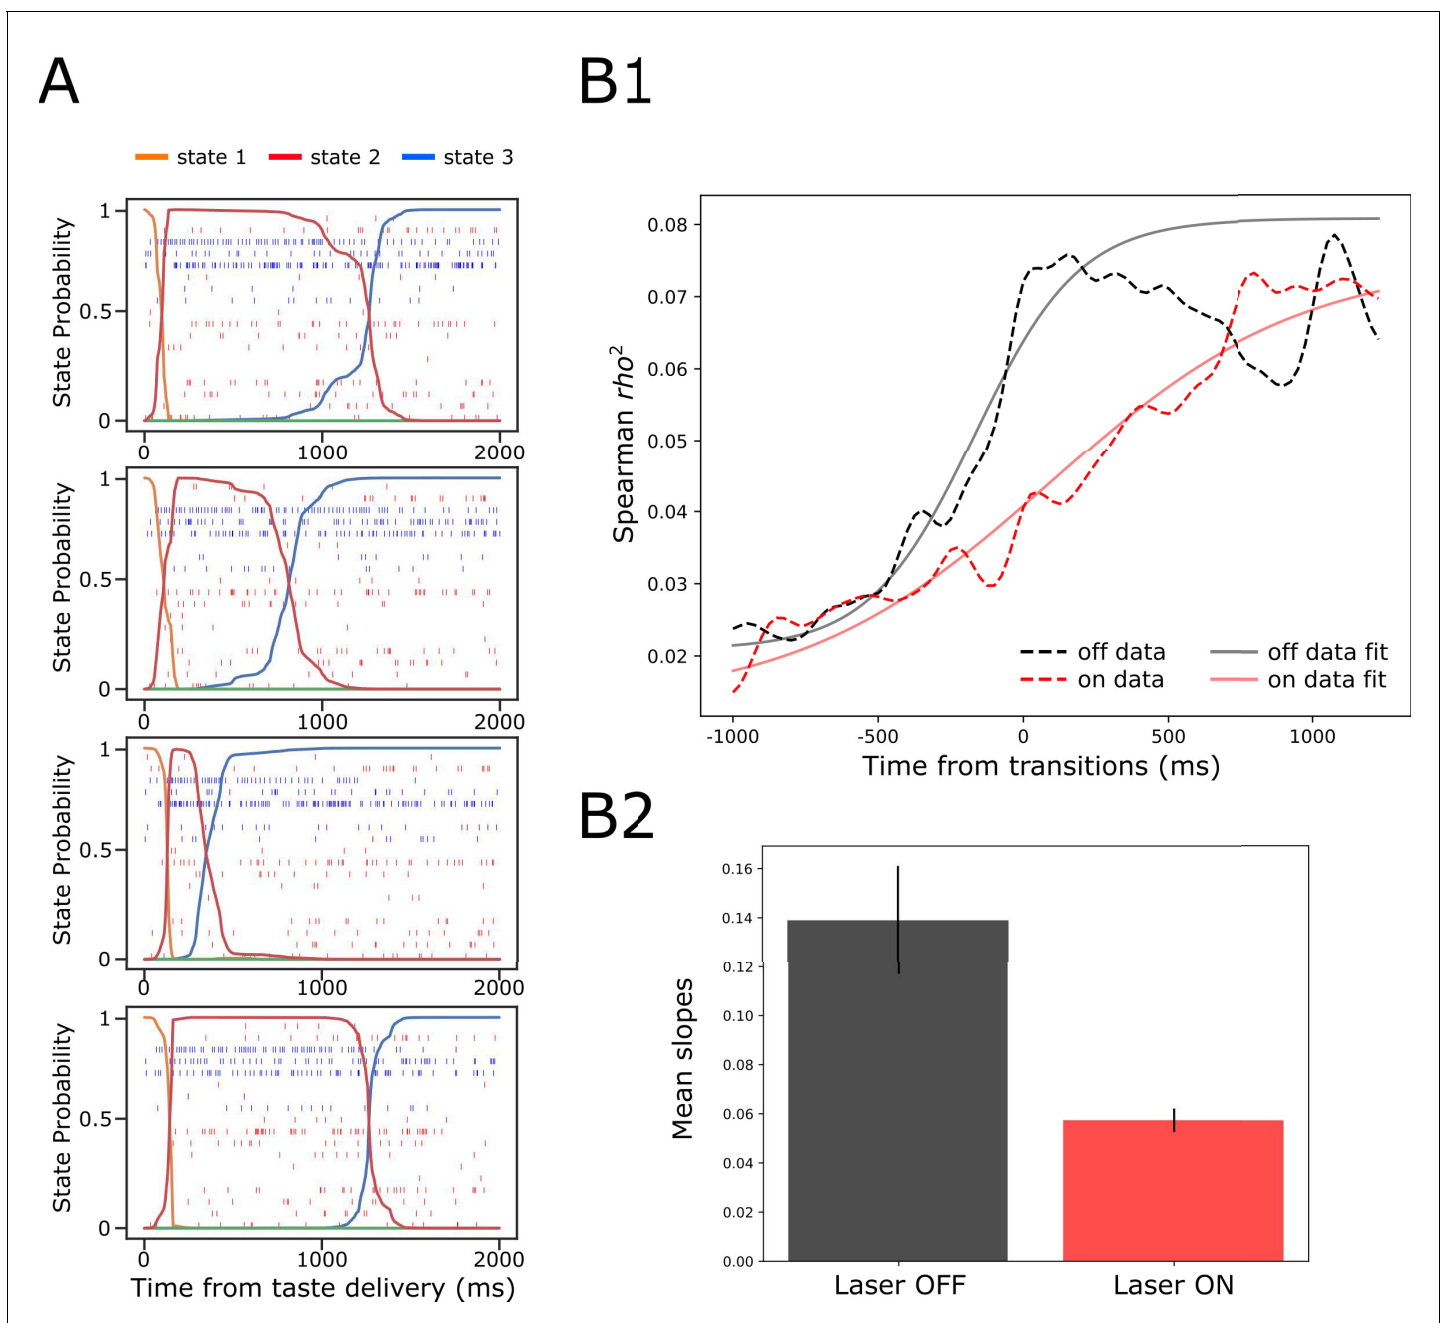 A
state 1 state 2 state 3
State Probability
1
0.5
0
0 1000 2000
State Probability
1
0.5
0
0 1000 2000
State Probability
1
0.5
0
0 1000 2000
State Probability
1
0.5
0
0 1000 2000
Time from taste delivery (ms)
B1
Spearman rho²
0.08
0.07
0.06
0.05
0.04
0.03
0.02
off data off data fit
on data on data fit
-1000 -500 0 500 1000
Time from transitions (ms)
B2
Mean slopes
0.16
0.14
0.12
0.10
0.08
0.06
0.04
0.02
0.00
Laser OFF Laser ON